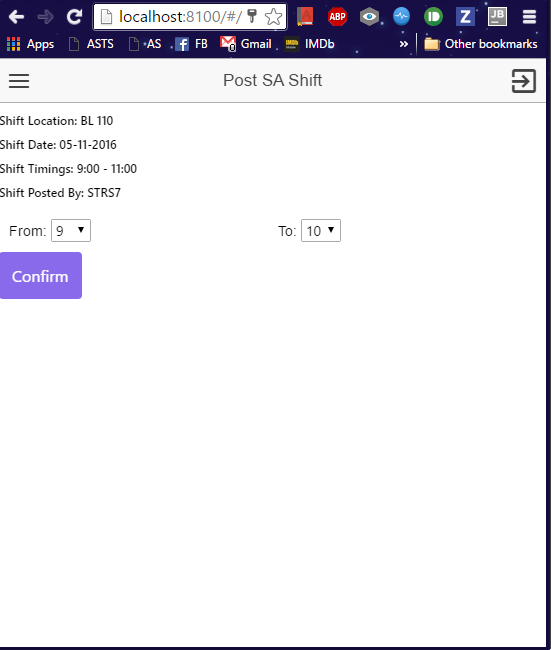 localhost:8100/#/
ABP
Z
JB
Apps ASTS AS FB Gmail IMDb » Other bookmarks
Post SA Shift
Shift Location: BL 110
Shift Date: 05-11-2016
Shift Timings: 9:00 - 11:00
Shift Posted By: STRS7
From: 9 To: 10
Confirm